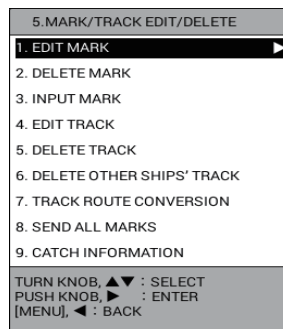 5.MARK/TRACK EDIT/DELETE
1. EDIT MARK ▶
2. DELETE MARK
3. INPUT MARK
4. EDIT TRACK
5. DELETE TRACK
6. DELETE OTHER SHIPS' TRACK
7. TRACK ROUTE CONVERSION
8. SEND ALL MARKS
9. CATCH INFORMATION
TURN KNOB, ▲▼ : SELECT
PUSH KNOB, ▶ : ENTER
[MENU], ◀ : BACK